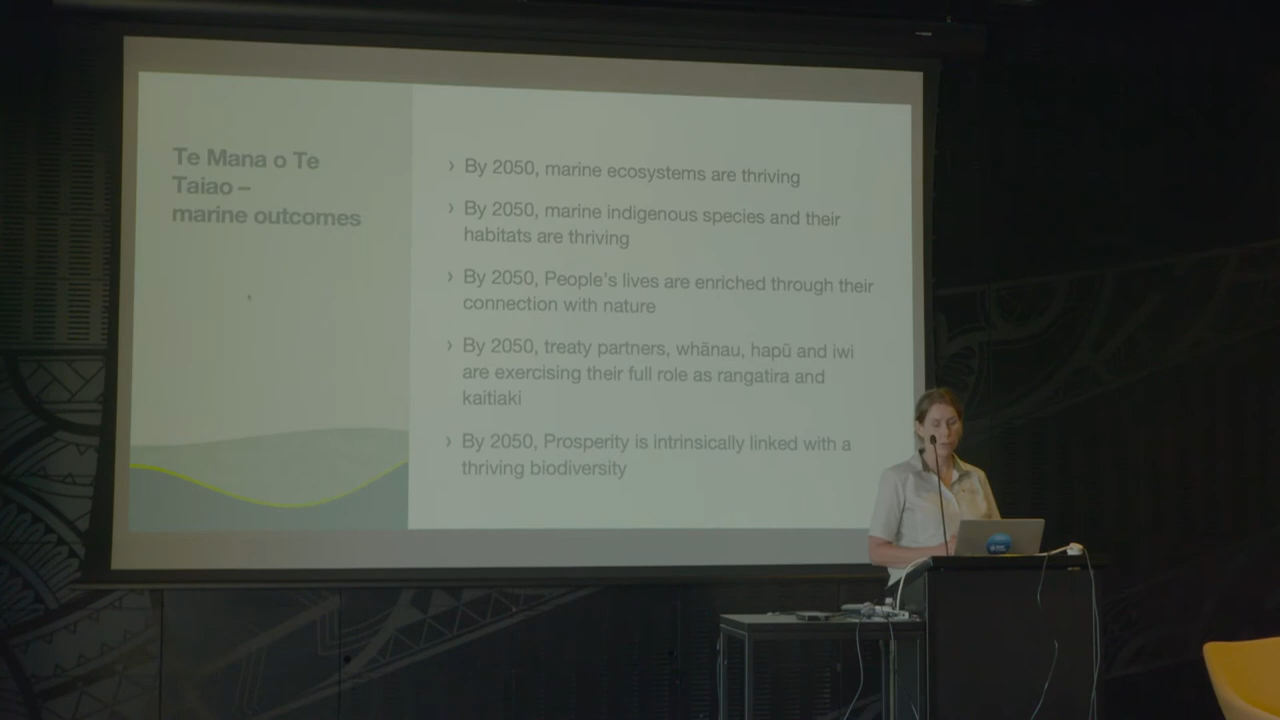 Te Mana o Te
Taiao –
marine outcomes
› By 2050, marine ecosystems are thriving
› By 2050, marine indigenous species and their
habitats are thriving
› By 2050, People's lives are enriched through their
connection with nature
› By 2050, treaty partners, whänau, hapū and iwi
are exercising their full role as rangatira and
kaitiaki
› By 2050, Prosperity is intrinsically linked with a
thriving biodiversity